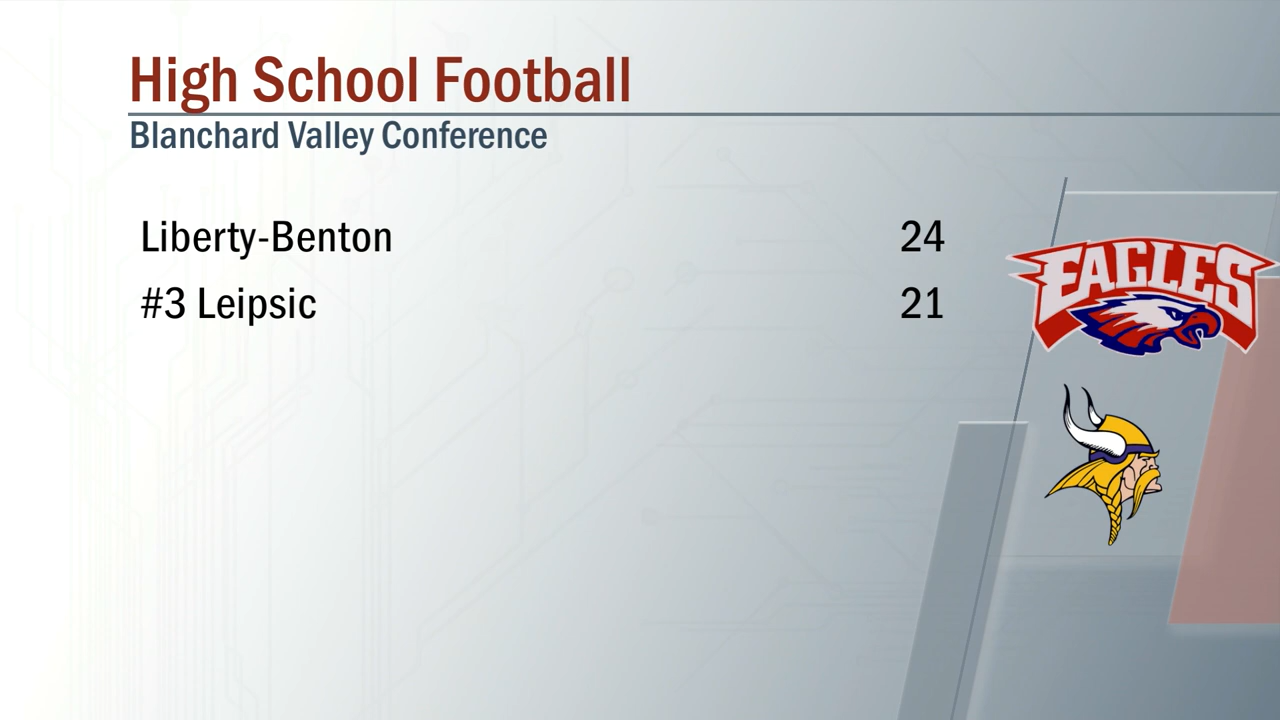 High School Football
Blanchard Valley Conference
Liberty-Benton 24
#3 Leipsic 21
EAGLES